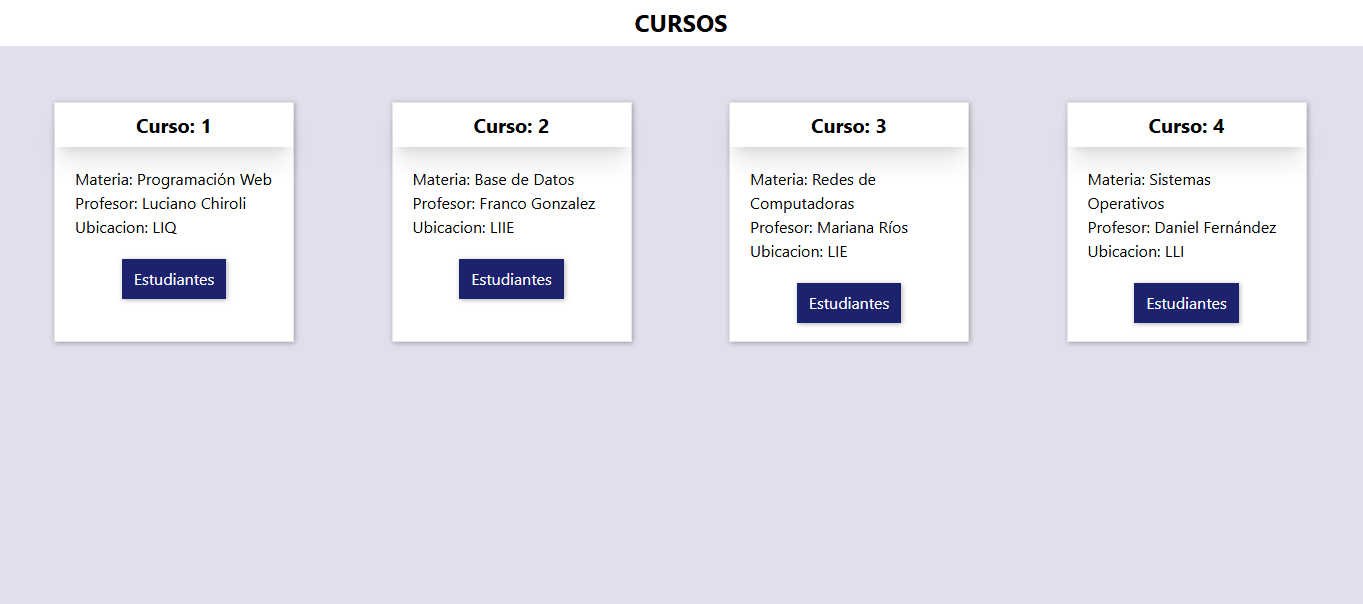 CURSOS
Curso: 1
Materia: Programación Web
Profesor: Luciano Chiroli
Ubicacion: LIQ
Estudiantes
Curso: 2
Materia: Base de Datos
Profesor: Franco Gonzalez
Ubicacion: LIIE
Estudiantes
Curso: 3
Materia: Redes de
Computadoras
Profesor: Mariana Ríos
Ubicacion: LIE
Estudiantes
Curso: 4
Materia: Sistemas
Operativos
Profesor: Daniel Fernández
Ubicacion: LLI
Estudiantes